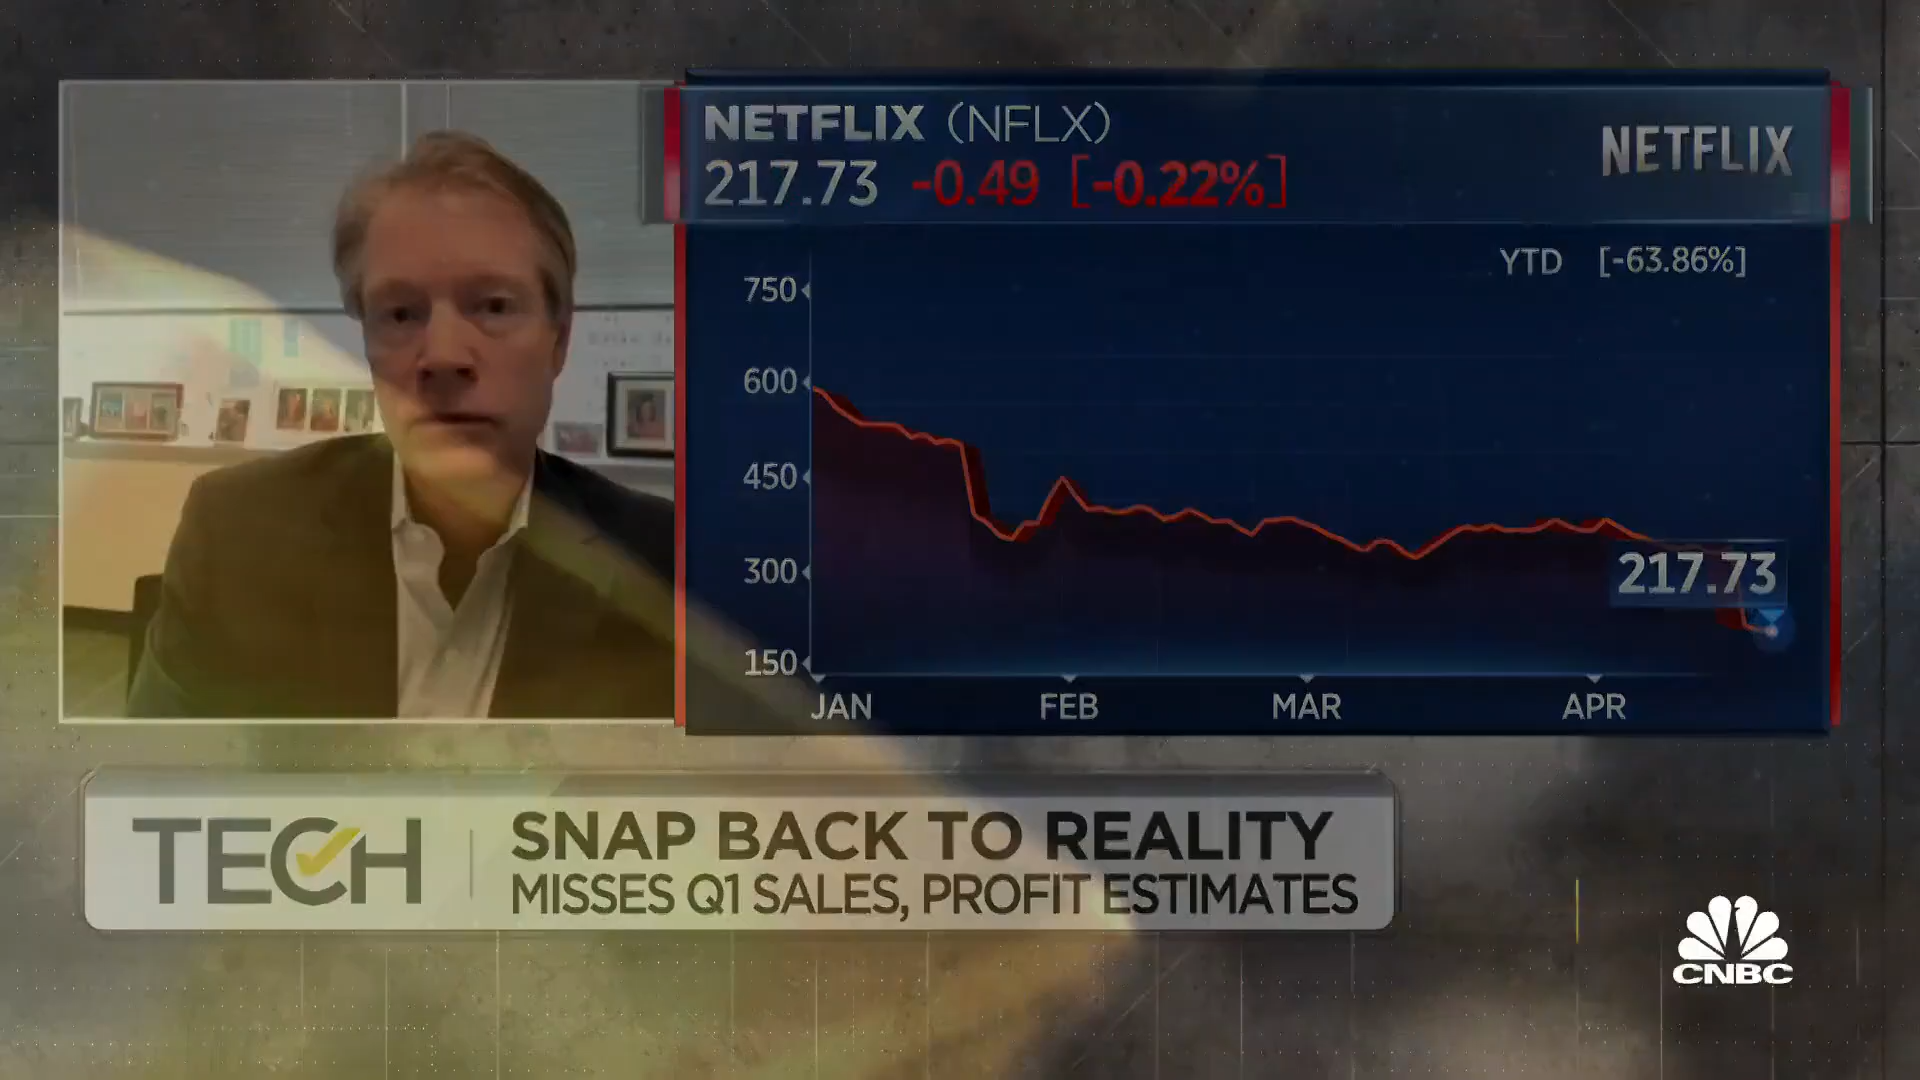 NETFLIX (NFLX)
217.73 -0.49 [-0.22%]
NETFLIX
YTD [-63.86%]
750
600
450
300
150
217.73
JAN FEB MAR APR
TECH
SNAP BACK TO REALITY
MISSES Q1 SALES, PROFIT ESTIMATES
CNBC